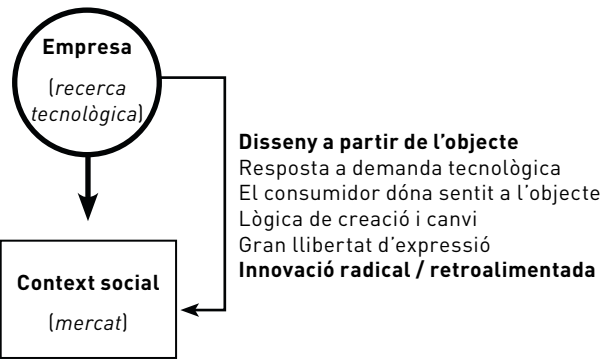 Empresa
(recerca
tecnològica)
Disseny a partir de l’objecte
Resposta a demanda tecnològica
El consumidor dóna sentit a l’objecte
Lògica de creació i canvi
Gran llibertat d’expressió
Innovació radical / retroalimentada
Context social
(mercat)